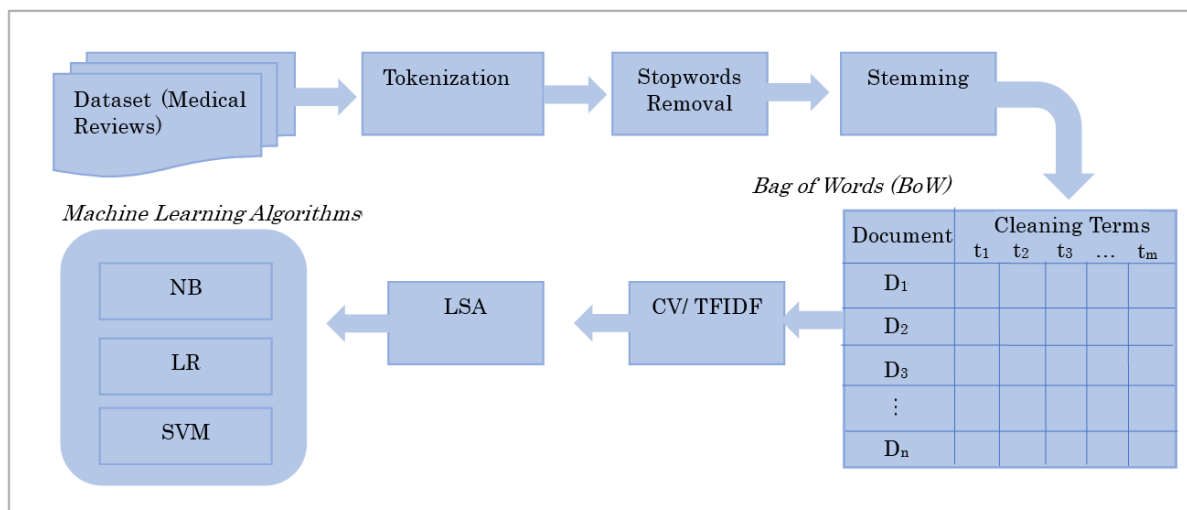 Dataset (Medical
Reviews)
Tokenization
Stopwords
Removal
Stemming
Bag of Words (BoW)
Document
Cleaning Terms
t1 t2 t3 … tm
D1
D2
D3
⋮
Dn
CV/ TFIDF
LSA
Machine Learning Algorithms
NB
LR
SVM